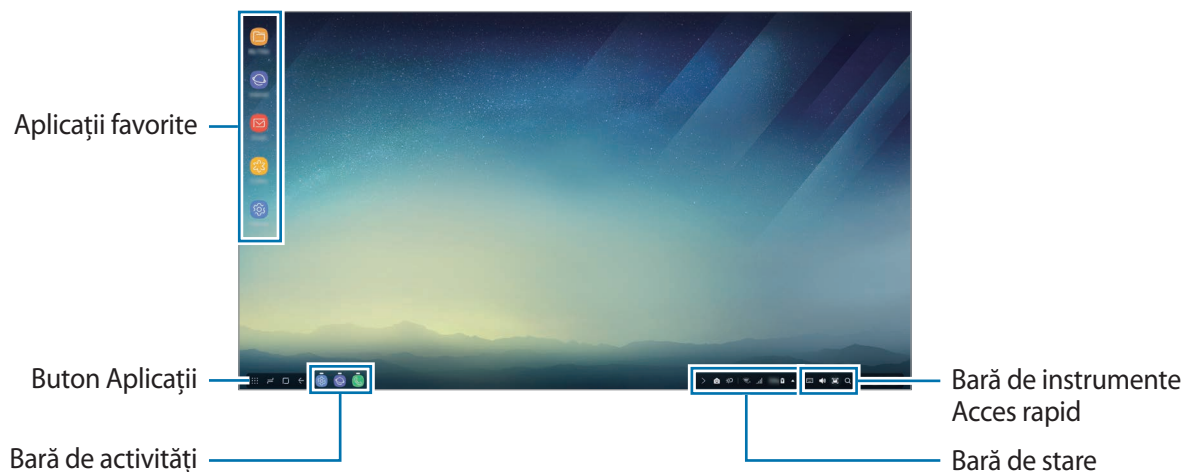 Aplicații favorite
Buton Aplicații
Bară de activități
Bară de instrumente
Acces rapid
Bară de stare